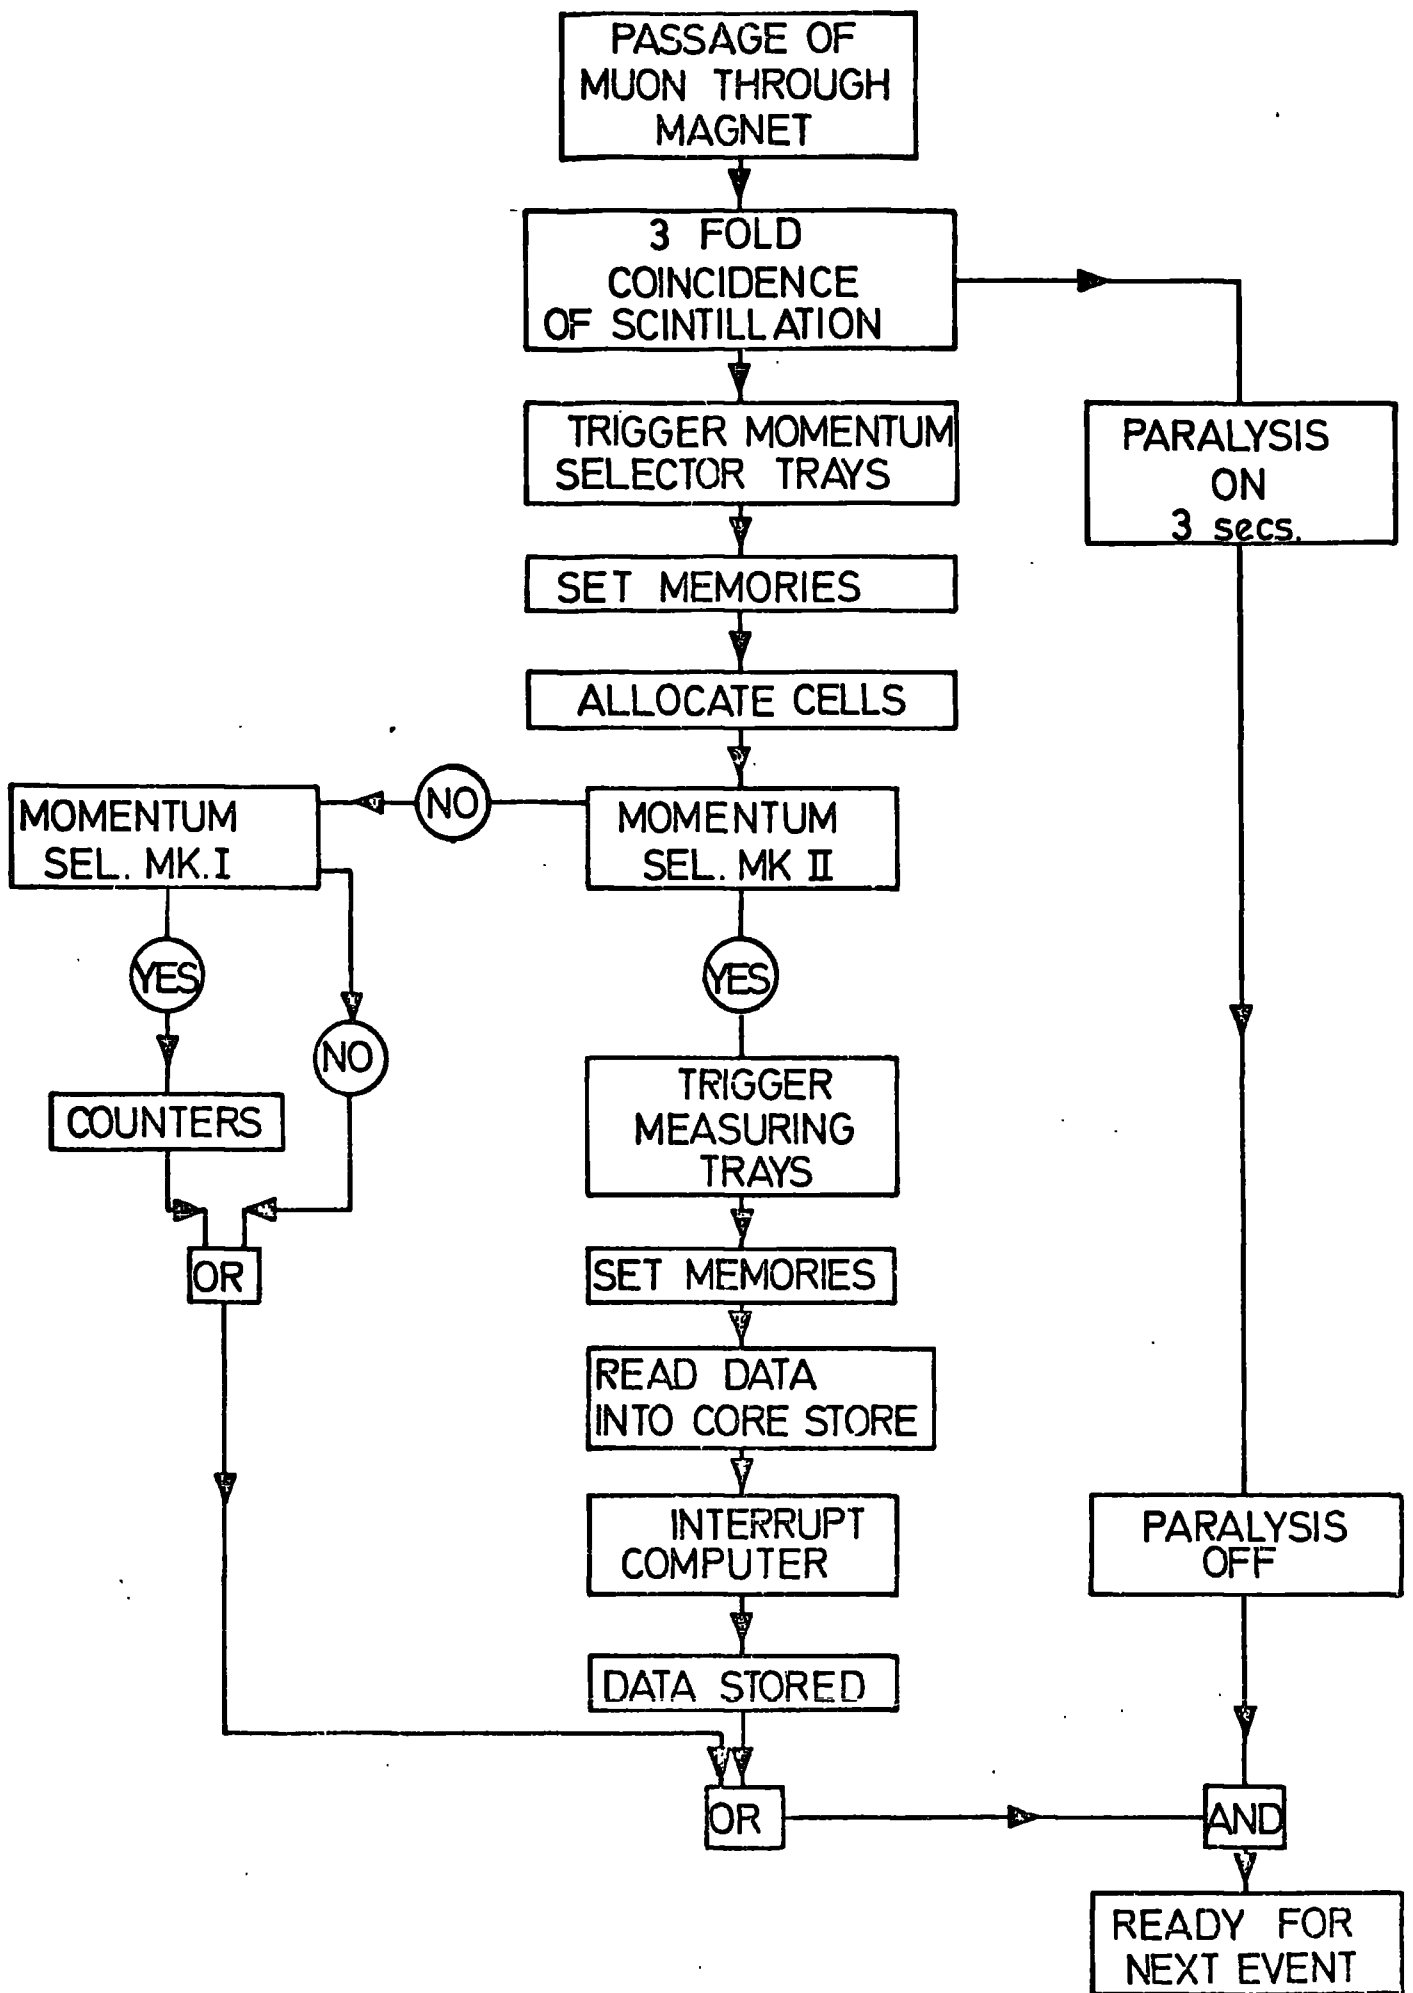 PASSAGE OF
MUON THROUGH
MAGNET
3 FOLD
COINCIDENCE
OF SCINTILLATION
TRIGGER MOMENTUM
SELECTOR TRAYS
PARALYSIS
ON
3 secs.
SET MEMORIES
ALLOCATE CELLS
NO
MOMENTUM
SEL. MK. I
MOMENTUM
SEL. MK II
YES
YES
NO
COUNTERS
TRIGGER
MEASURING
TRAYS
OR
SET MEMORIES
READ DATA
INTO CORE STORE
INTERRUPT
COMPUTER
PARALYSIS
OFF
DATA STORED
OR
AND
READY FOR
NEXT EVENT